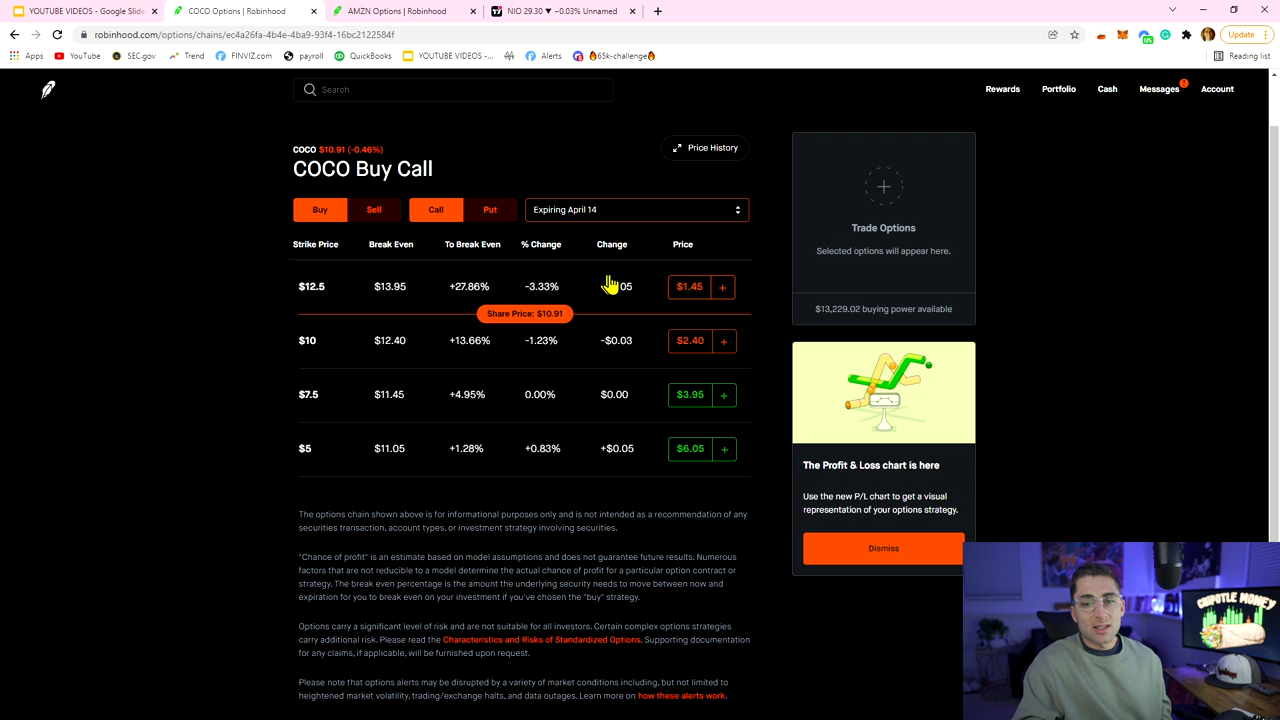 YOUTUBE VIDEOS - Google Slide
COCO Options | Robinhood
AMZN Options | Robinhood
NIO 29.30 ▼ −0.03% Unnamed
robinhood.com/options/chains/ec4a26fa-4b4e-4ba9-93f4-16bc2122584f
Update
Apps
YouTube
SEC.gov
Trend
FINVIZ.com
payroll
QuickBooks
YOUTUBE VIDEOS -...
Alerts
🔥65k-challenge🔥
Reading list
Search
Rewards
Portfolio
Cash
Messages
Account
COCO $10.91 (-0.46%)
COCO Buy Call
Price History
Buy
Sell
Call
Put
Expiring April 14
Strike Price
Break Even
To Break Even
% Change
Change
Price
$12.5
$13.95
+27.86%
-3.33%
05
$1.45 +
Share Price: $10.91
$10
$12.40
+13.66%
-1.23%
-$0.03
$2.40 +
$7.5
$11.45
+4.95%
0.00%
$0.00
$3.95 +
$5
$11.05
+1.28%
+0.83%
+$0.05
$6.05 +
The options chain shown above is for informational purposes only and is not intended as a recommendation of any
securities transaction, account types, or investment strategy involving securities.
"Chance of profit" is an estimate based on model assumptions and does not guarantee future results. Numerous
factors that are not reducible to a model determine the actual chance of profit for a particular option contract or
strategy. The break even percentage is the amount the underlying security needs to move between now and
expiration for you to break even on your investment if you've chosen the "buy" strategy.
Options carry a significant level of risk and are not suitable for all investors. Certain complex options strategies
carry additional risk. Please read the Characteristics and Risks of Standardized Options. Supporting documentation
for any claims, if applicable, will be furnished upon request.
Please note that options alerts may be disrupted by a variety of market conditions including, but not limited to
heightened market volatility, trading/exchange halts, and data outages. Learn more on how these alerts work.
Trade Options
Selected options will appear here.
$13,229.02 buying power available
The Profit & Loss chart is here
Use the new P/L chart to get a visual
representation of your options strategy.
Dismiss
CHIPOTLE MONEY